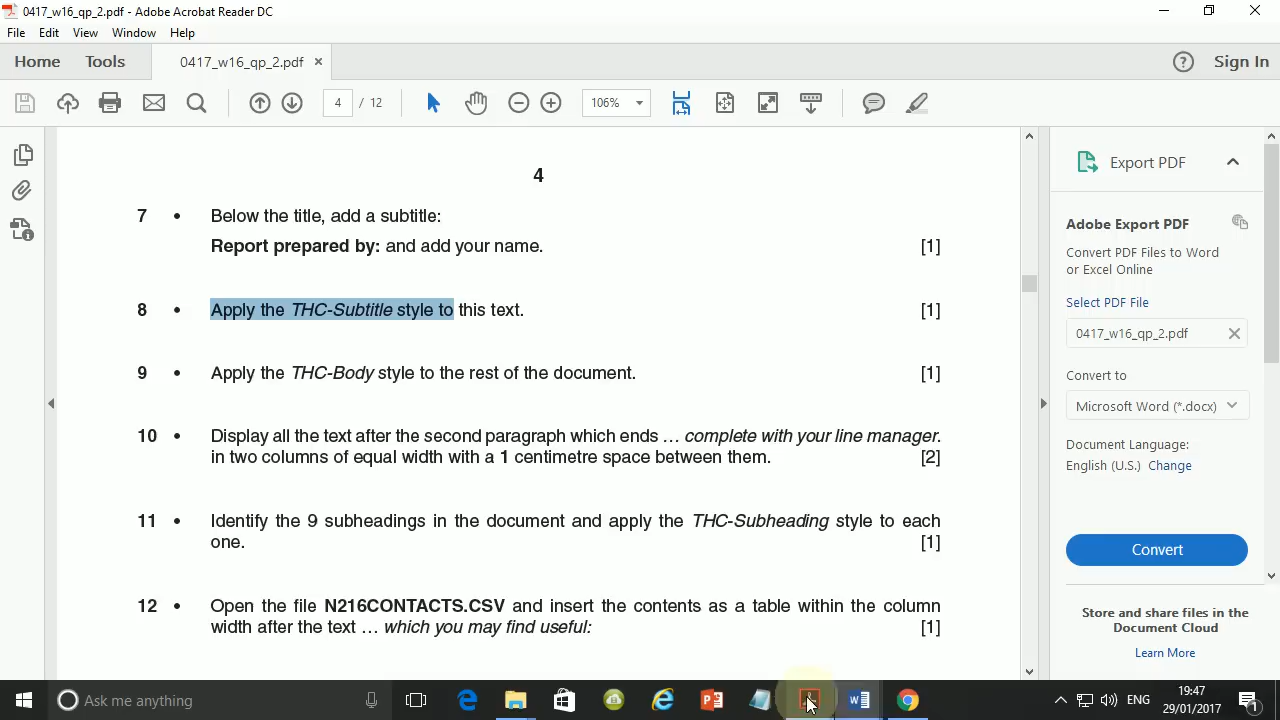 0417_w16_qp_2.pdf - Adobe Acrobat Reader DC
File Edit View Window Help
Home Tools 0417_w16_qp_2.pdf × Sign In
4 / 12 106%
4
7 • Below the title, add a subtitle:
Report prepared by: and add your name. [1]
8 • Apply the THC-Subtitle style to this text. [1]
9 • Apply the THC-Body style to the rest of the document. [1]
10 • Display all the text after the second paragraph which ends … complete with your line manager.
in two columns of equal width with a 1 centimetre space between them. [2]
11 • Identify the 9 subheadings in the document and apply the THC-Subheading style to each
one. [1]
12 • Open the file N216CONTACTS.CSV and insert the contents as a table within the column
width after the text … which you may find useful: [1]
Export PDF
Adobe Export PDF
Convert PDF Files to Word
or Excel Online
Select PDF File
0417_w16_qp_2.pdf
Convert to
Microsoft Word (*.docx)
Document Language:
English (U.S.) Change
Convert
Store and share files in the
Document Cloud
Learn More
Ask me anything
ENG
19:47
29/01/2017
1